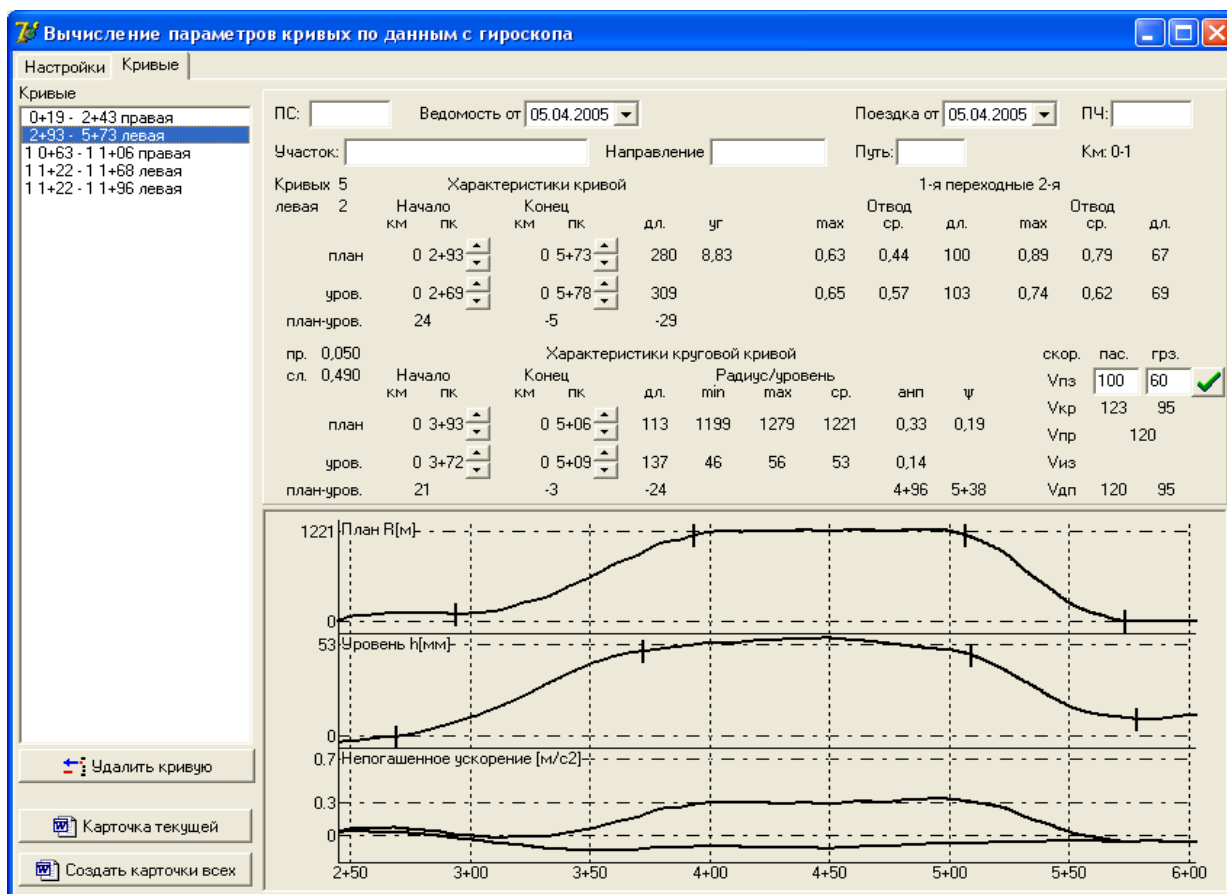 Вычисление параметров кривых по данным с гироскопа
Настройки Кривые
Кривые
0+19 - 2+43 правая
2+93 - 5+73 левая
1 0+63 - 1 1+06 правая
1 1+22 - 1 1+68 левая
1 1+22 - 1 1+96 левая
Удалить кривую
Карточка текущей
Создать карточки всех
ПС: Ведомость от 05.04.2005 Поездка от 05.04.2005 ПЧ:
Участок: Направление Путь: Км: 0-1
Кривых 5 Характеристики кривой 1-я переходные 2-я
левая 2 Начало Конец Отвод Отвод
км пк км пк дл. уг max ср. дл. max ср. дл.
план 0 2+93 0 5+73 280 8,83 0,63 0,44 100 0,89 0,79 67
уров. 0 2+69 0 5+78 309 0,65 0,57 103 0,74 0,62 69
план-уров. 24 -5 -29
пр. 0,050 Характеристики круговой кривой скор. пас. грз.
сл. 0,490 Начало Конец Радиус/уровень Vпз 100 60
км пк км пк дл. min max ср. анп ψ
Vкр 123 95
план 0 3+93 0 5+06 113 1199 1279 1221 0,33 0,19
Vпр 120
уров. 0 3+72 0 5+09 137 46 56 53 0,14 Vиз
план-уров. 21 -3 -24 4+96 5+38 Vдп 120 95
1221 План R[м]
0
53 Уровень h[мм]
0
0.7 Непогашенное ускорение [м/с2]
0.3
0
2+50 3+00 3+50 4+00 4+50 5+00 5+50 6+00